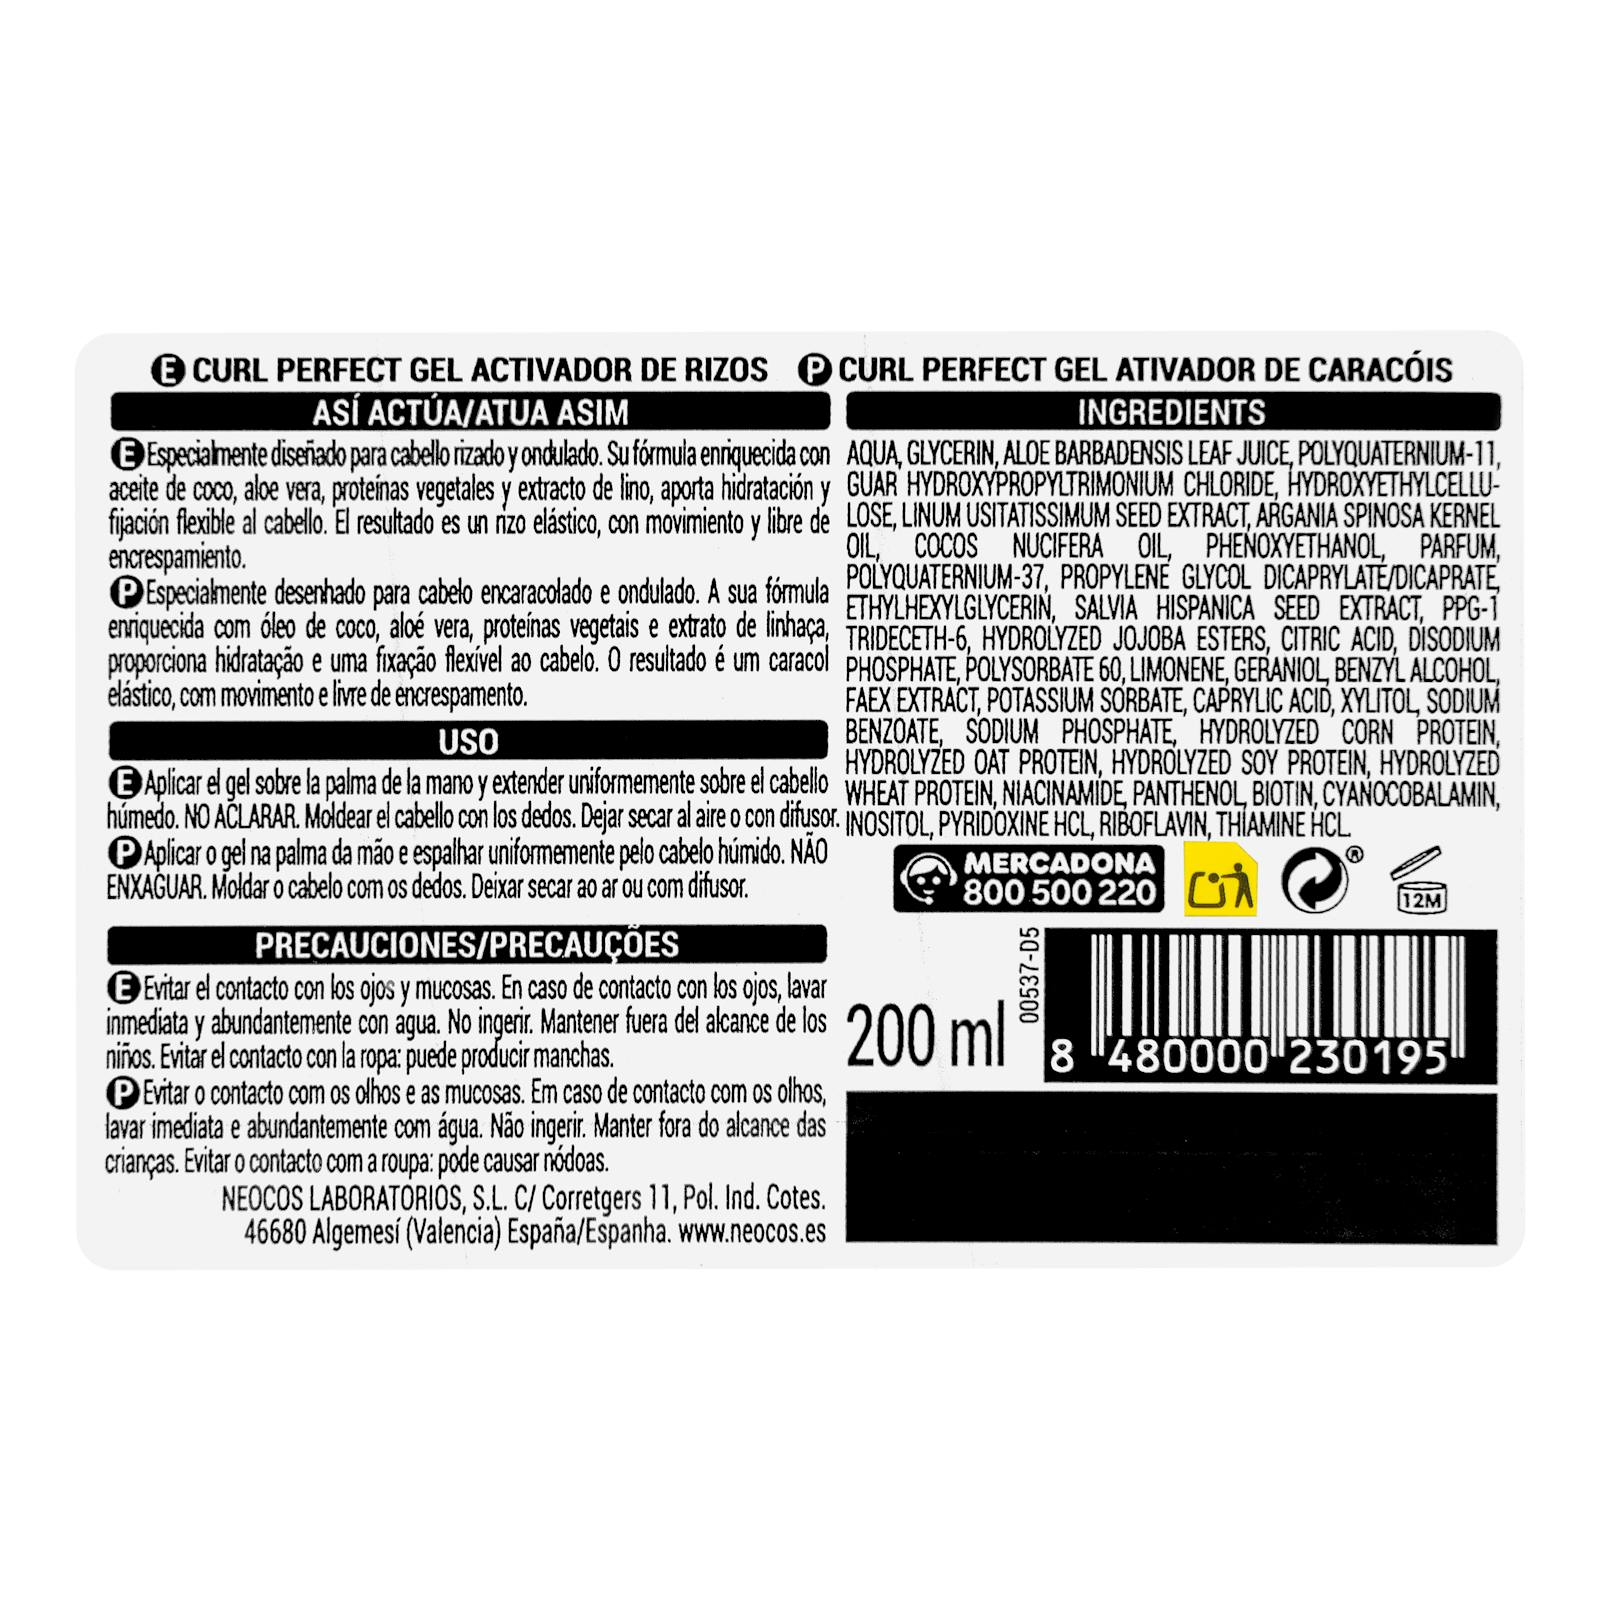 E CURL PERFECT GEL ACTIVADOR DE RIZOS P CURL PERFECT GEL ATIVADOR DE CARACÓIS
ASÍ ACTÚA/ATUA ASIM
E Especialmente diseñado para cabello rizado y ondulado. Su fórmula enriquecida con
aceite de coco, aloe vera, proteínas vegetales y extracto de lino, aporta hidratación y
fijación flexible al cabello. El resultado es un rizo elástico, con movimiento y libre de
encrespamiento.
P Especialmente desenhado para cabelo encaracolado e ondulado. A sua fórmula
enriquecida com óleo de coco, aloé vera, proteínas vegetais e extrato de linhaça,
proporciona hidratação e uma fixação flexível ao cabelo. O resultado é um caracol
elástico, com movimento e livre de encrespamento.
USO
E Aplicar el gel sobre la palma de la mano y extender uniformemente sobre el cabello
húmedo. NO ACLARAR. Moldear el cabello con los dedos. Dejar secar al aire o con difusor.
P Aplicar o gel na palma da mão e espalhar uniformemente pelo cabelo húmido. NÃO
ENXAGUAR. Moldar o cabelo com os dedos. Deixar secar ao ar ou com difusor.
PRECAUCIONES/PRECAUÇÕES
E Evitar el contacto con los ojos y mucosas. En caso de contacto con los ojos, lavar
inmediata y abundantemente con agua. No ingerir. Mantener fuera del alcance de los
niños. Evitar el contacto con la ropa: puede producir manchas.
P Evitar o contacto com os olhos e as mucosas. Em caso de contacto com os olhos,
lavar imediata e abundantemente com água. Não ingerir. Manter fora do alcance das
crianças. Evitar o contacto com a roupa: pode causar nódoas.
NEOCOS LABORATORIOS, S.L. C/ Corretgers 11, Pol. Ind. Cotes.
46680 Algemesí (Valencia) España/Espanha. www.neocos.es
INGREDIENTS
AQUA, GLYCERIN, ALOE BARBADENSIS LEAF JUICE, POLYQUATERNIUM-11,
GUAR HYDROXYPROPYLTRIMONIUM CHLORIDE, HYDROXYETHYLCELLU-
LOSE, LINUM USITATISSIMUM SEED EXTRACT, ARGANIA SPINOSA KERNEL
OIL, COCOS NUCIFERA OIL, PHENOXYETHANOL, PARFUM,
POLYQUATERNIUM-37, PROPYLENE GLYCOL DICAPRYLATE/DICAPRATE,
ETHYLHEXYLGLYCERIN, SALVIA HISPANICA SEED EXTRACT, PPG-1
TRIDECETH-6, HYDROLYZED JOJOBA ESTERS, CITRIC ACID, DISODIUM
PHOSPHATE, POLYSORBATE 60, LIMONENE, GERANIOL, BENZYL ALCOHOL,
FAEX EXTRACT, POTASSIUM SORBATE, CAPRYLIC ACID, XYLITOL, SODIUM
BENZOATE, SODIUM PHOSPHATE, HYDROLYZED CORN PROTEIN,
HYDROLYZED OAT PROTEIN, HYDROLYZED SOY PROTEIN, HYDROLYZED
WHEAT PROTEIN, NIACINAMIDE, PANTHENOL, BIOTIN, CYANOCOBALAMIN,
INOSITOL, PYRIDOXINE HCL, RIBOFLAVIN, THIAMINE HCL.
MERCADONA
800 500 220
®
12M
00537-D5
200 ml
8 480000 230195